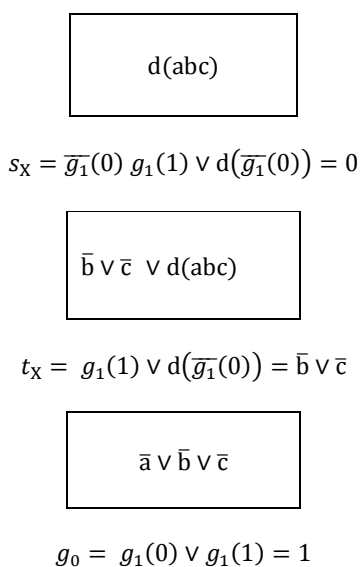 d(abc)
s_X = \overline{g_1}(0) g_1(1) ∨ d(\overline{g_1}(0)) = 0
b̄ ∨ c̄ ∨ d(abc)
t_X = g_1(1) ∨ d(\overline{g_1}(0)) = b̄ ∨ c̄
ā ∨ b̄ ∨ c̄
g_0 = g_1(0) ∨ g_1(1) = 1